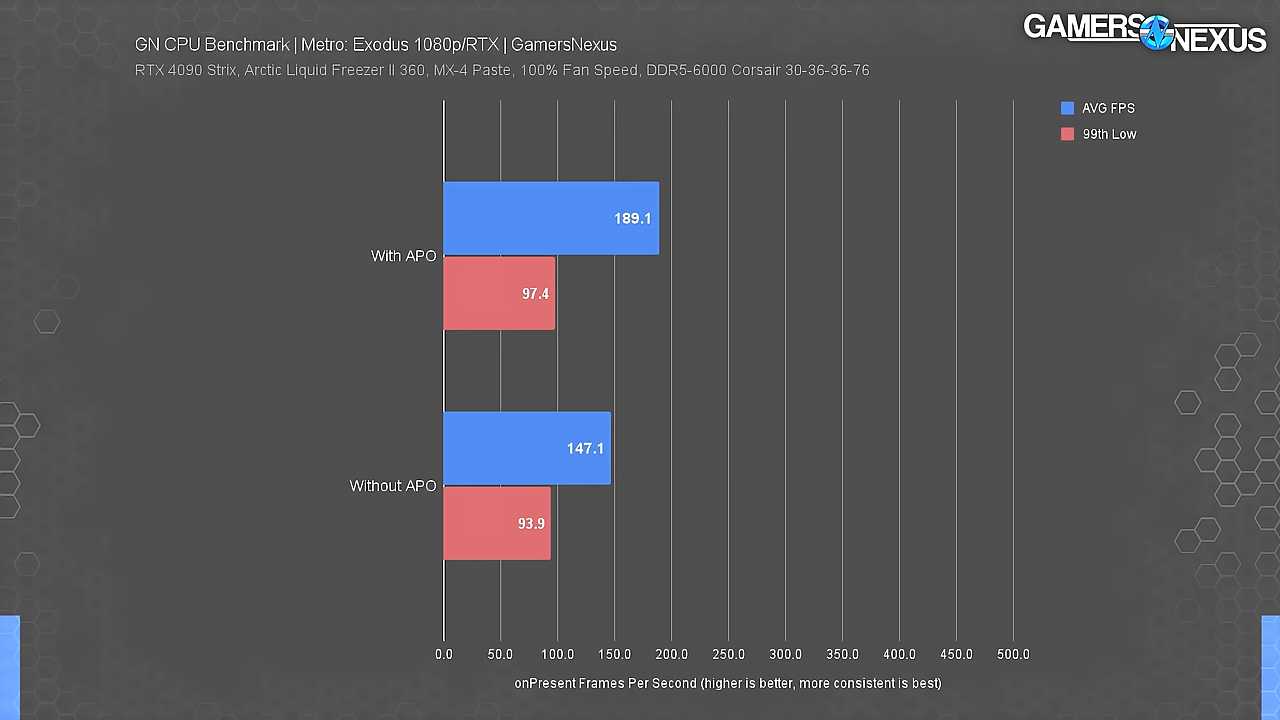 GAMERS NEXUS
GN CPU Benchmark | Metro: Exodus 1080p/RTX | GamersNexus
RTX 4090 Strix, Arctic Liquid Freezer II 360, MX-4 Paste, 100% Fan Speed, DDR5-6000 Corsair 30-36-36-76
AVG FPS
99th Low
With APO
189.1
97.4
Without APO
147.1
93.9
0.0 50.0 100.0 150.0 200.0 250.0 300.0 350.0 400.0 450.0 500.0
onPresent Frames Per Second (higher is better, more consistent is best)